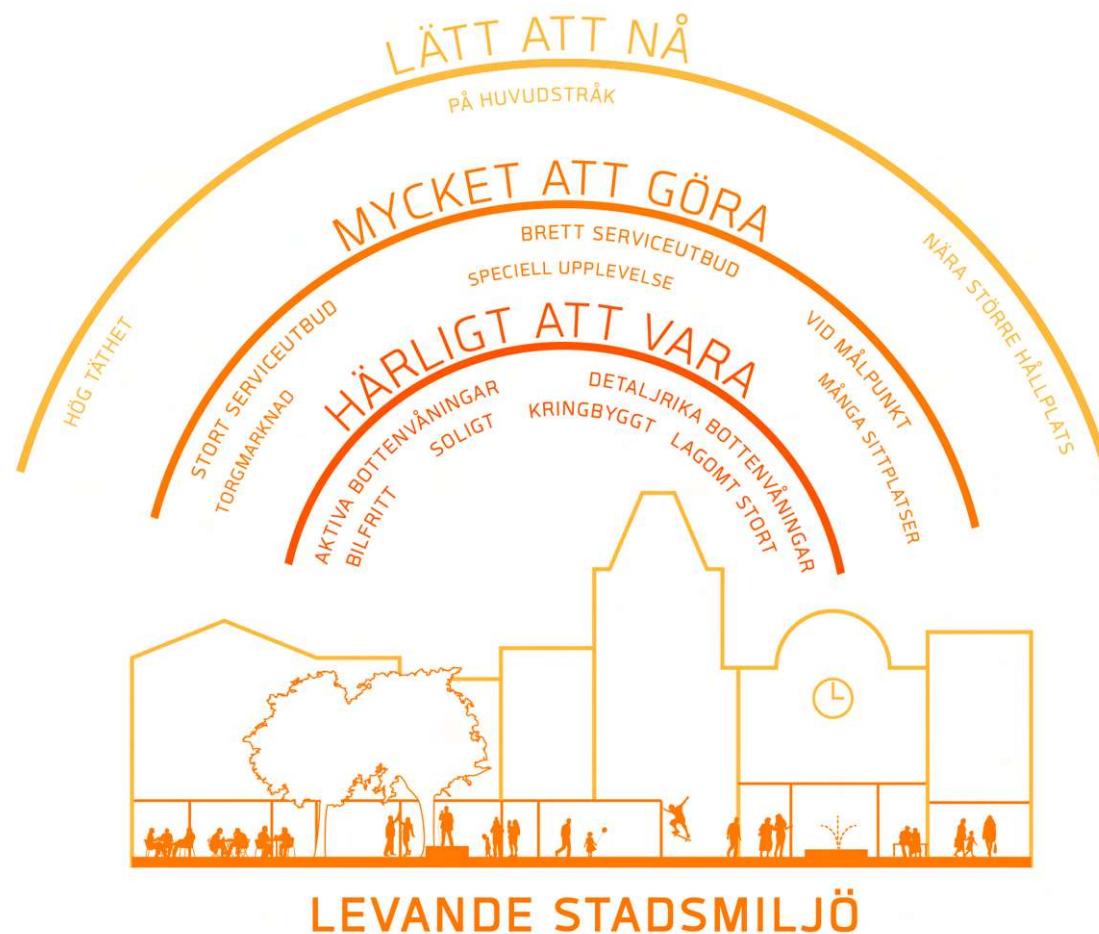 LÄTT ATT NÅ
PÅ HUVUDSTRÅK
HÖG TÄTHET
NÄRA STÖRRE HÅLLPLATS
MYCKET ATT GÖRA
BRETT SERVICEUTBUD
SPECIELL UPPLEVELSE
STORT SERVICEUTBUD
TORGMARKNAD
VID MÅLPUNKT
MÅNGA SITTPLATSER
HÄRLIGT ATT VARA
AKTIVA BOTTENVÅNINGAR
BILFRITT
SOLIGT
KRINGBYGGT
DETALJRIKA BOTTENVÅNINGAR
LAGOMT STORT
LEVANDE STADSMILJÖ